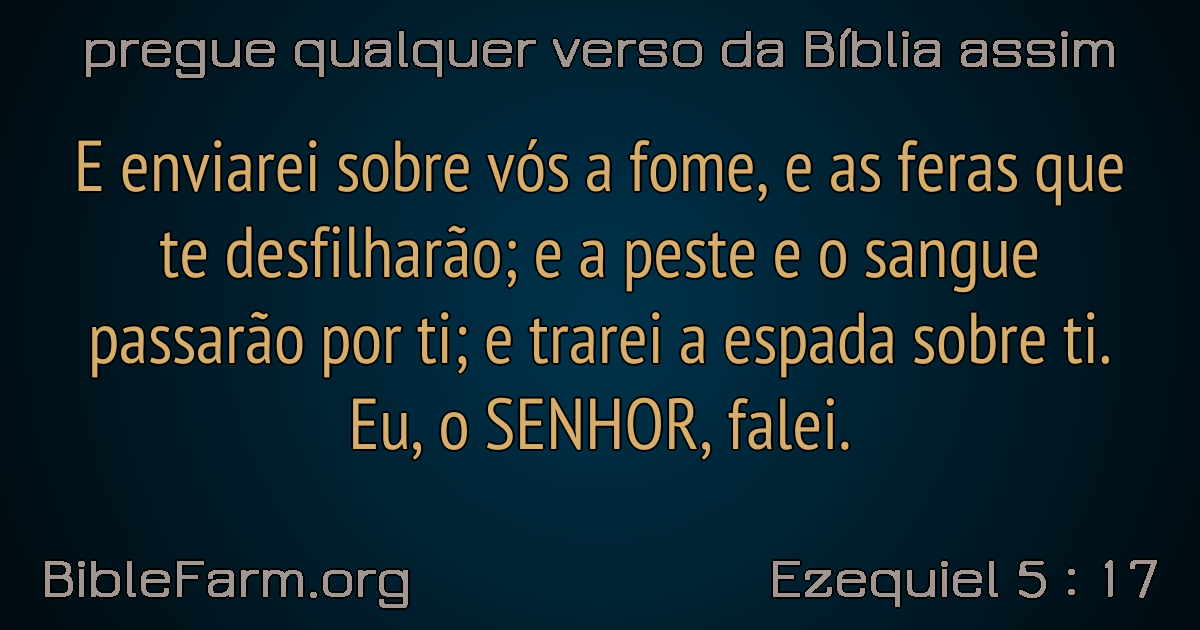 pregue qualquer verso da Bíblia assim
E enviarei sobre vós a fome, e as feras que
te desfilharão; e a peste e o sangue
passarão por ti; e trarei a espada sobre ti.
Eu, o SENHOR, falei.
BibleFarm.org
Ezequiel 5 : 17